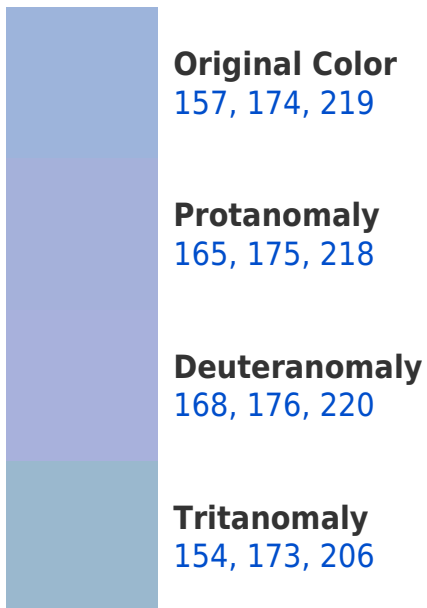 Original Color
157, 174, 219
Protanomaly
165, 175, 218
Deuteranomaly
168, 176, 220
Tritanomaly
154, 173, 206